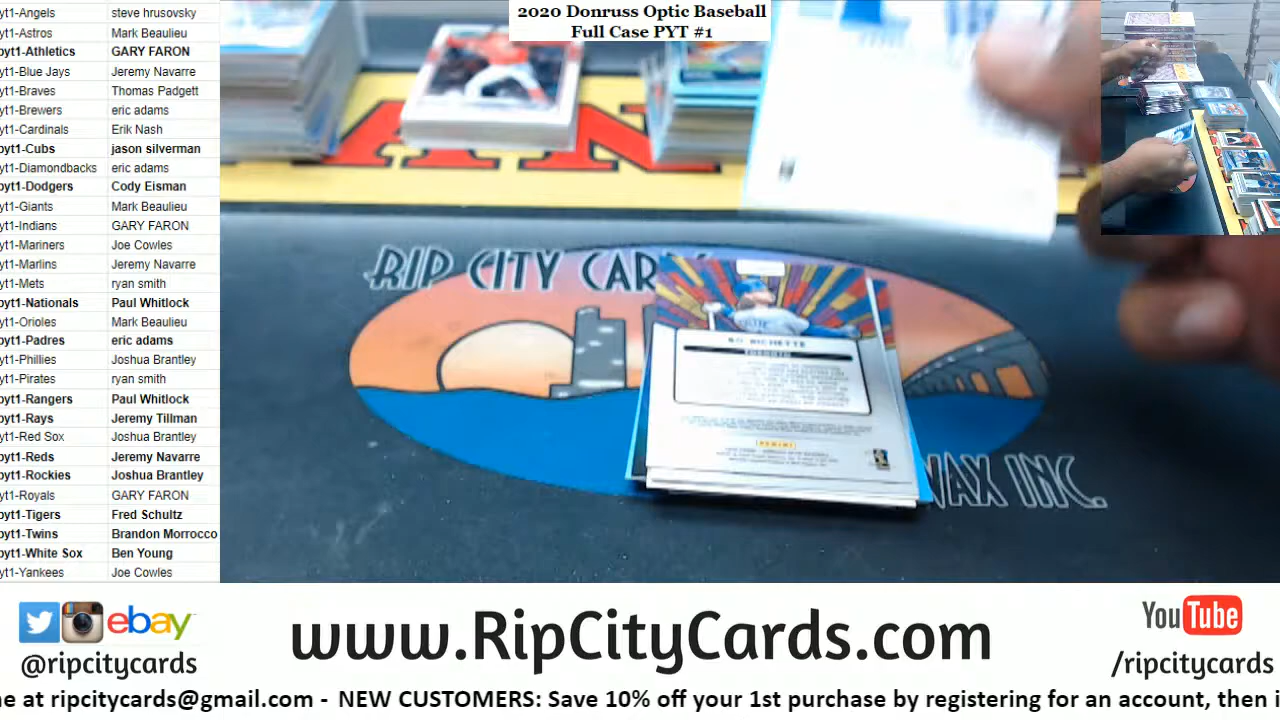 yt1-Angels steve hrusovsky
yt1-Astros Mark Beaulieu
pyt1-Athletics GARY FARON
yt1-Blue Jays Jeremy Navarre
yt1-Braves Thomas Padgett
yt1-Brewers eric adams
yt1-Cardinals Erik Nash
pyt1-Cubs jason silverman
yt1-Diamondbacks eric adams
pyt1-Dodgers Cody Eisman
yt1-Giants Mark Beaulieu
yt1-Indians GARY FARON
yt1-Mariners Joe Cowles
yt1-Marlins Jeremy Navarre
yt1-Mets ryan smith
pyt1-Nationals Paul Whitlock
yt1-Orioles Mark Beaulieu
pyt1-Padres eric adams
yt1-Phillies Joshua Brantley
yt1-Pirates ryan smith
pyt1-Rangers Paul Whitlock
pyt1-Rays Jeremy Tillman
yt1-Red Sox Joshua Brantley
pyt1-Reds Jeremy Navarre
pyt1-Rockies Joshua Brantley
yt1-Royals GARY FARON
pyt1-Tigers Fred Schultz
pyt1-Twins Brandon Morrocco
pyt1-White Sox Ben Young
yt1-Yankees Joe Cowles
2020 Donruss Optic Baseball
Full Case PYT #1
RIP CITY CAR
BO BICHETTE
TORONTO
PANINI
WAX INC.
ebay
@ripcitycards
www.RipCityCards.com
YouTube
/ripcitycards
ne at ripcitycards@gmail.com - NEW CUSTOMERS: Save 10% off your 1st purchase by registering for an account, then i